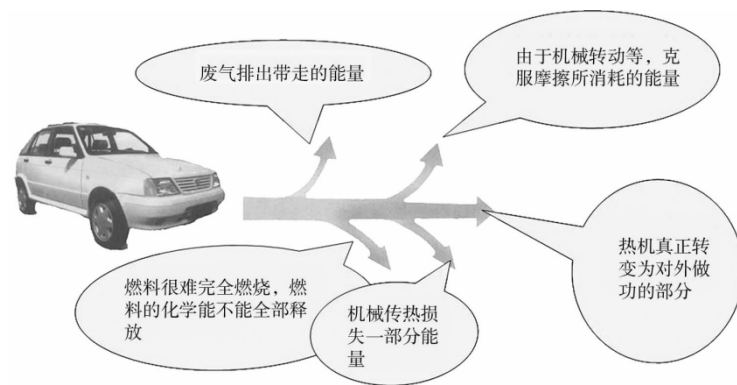 废气排出带走的能量
由于机械转动等，克
服摩擦所消耗的能量
热机真正转
变为对外做
功的部分
燃料很难完全燃烧，燃
料的化学能不能全部释
放
机械传热损
失一部分能
量